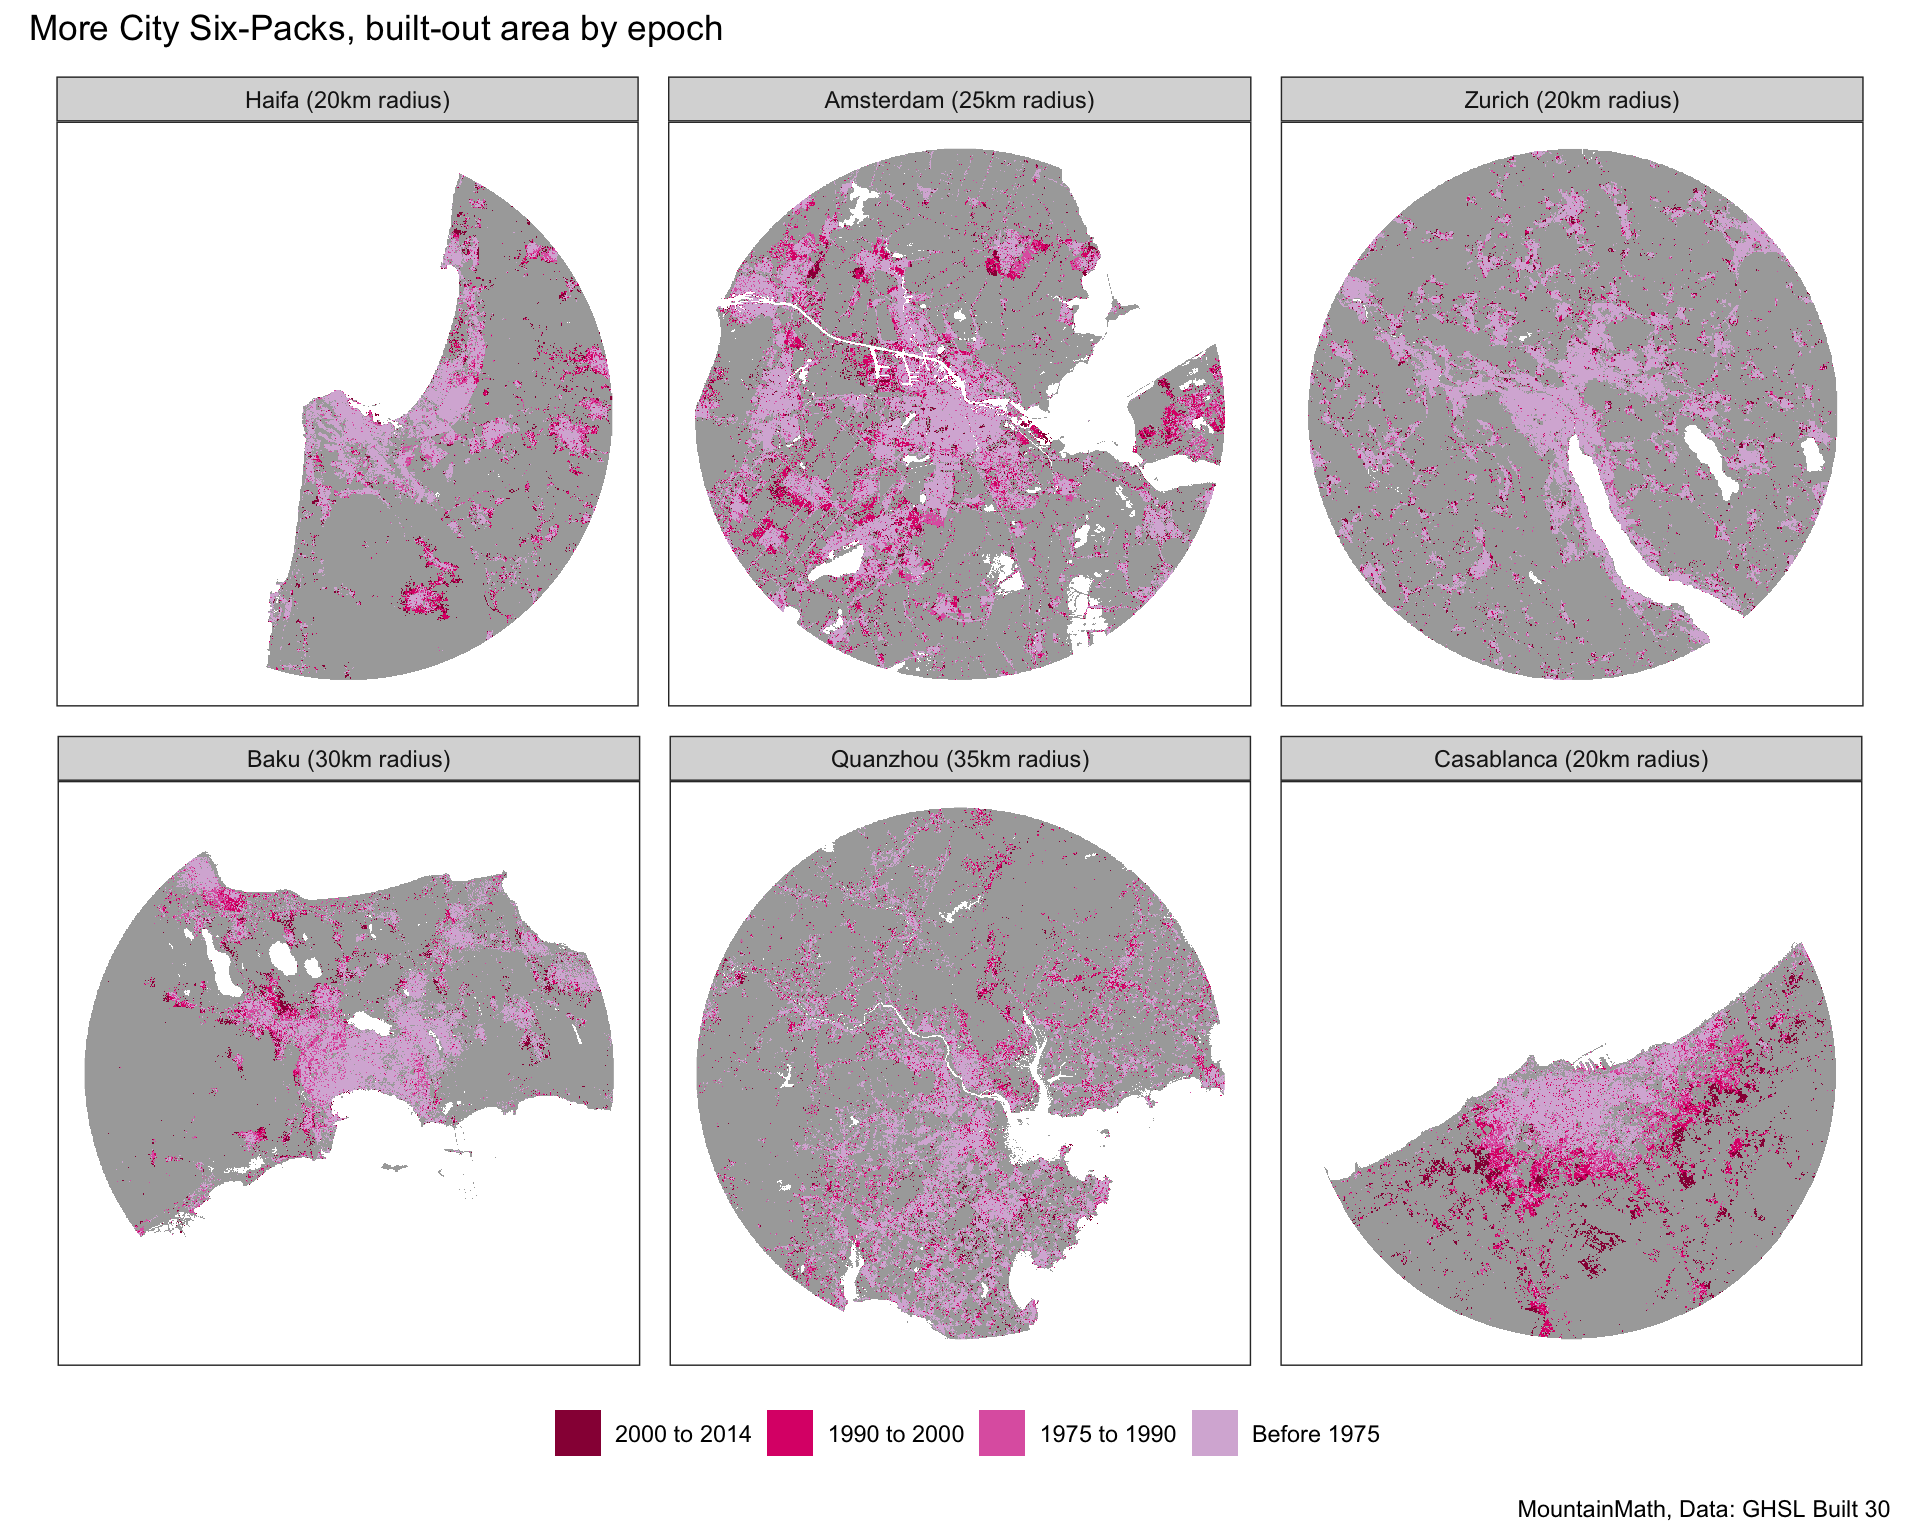 More City Six-Packs, built-out area by epoch
Haifa (20km radius)
Amsterdam (25km radius)
Zurich (20km radius)
Baku (30km radius)
Quanzhou (35km radius)
Casablanca (20km radius)
2000 to 2014
1990 to 2000
1975 to 1990
Before 1975
MountainMath, Data: GHSL Built 30